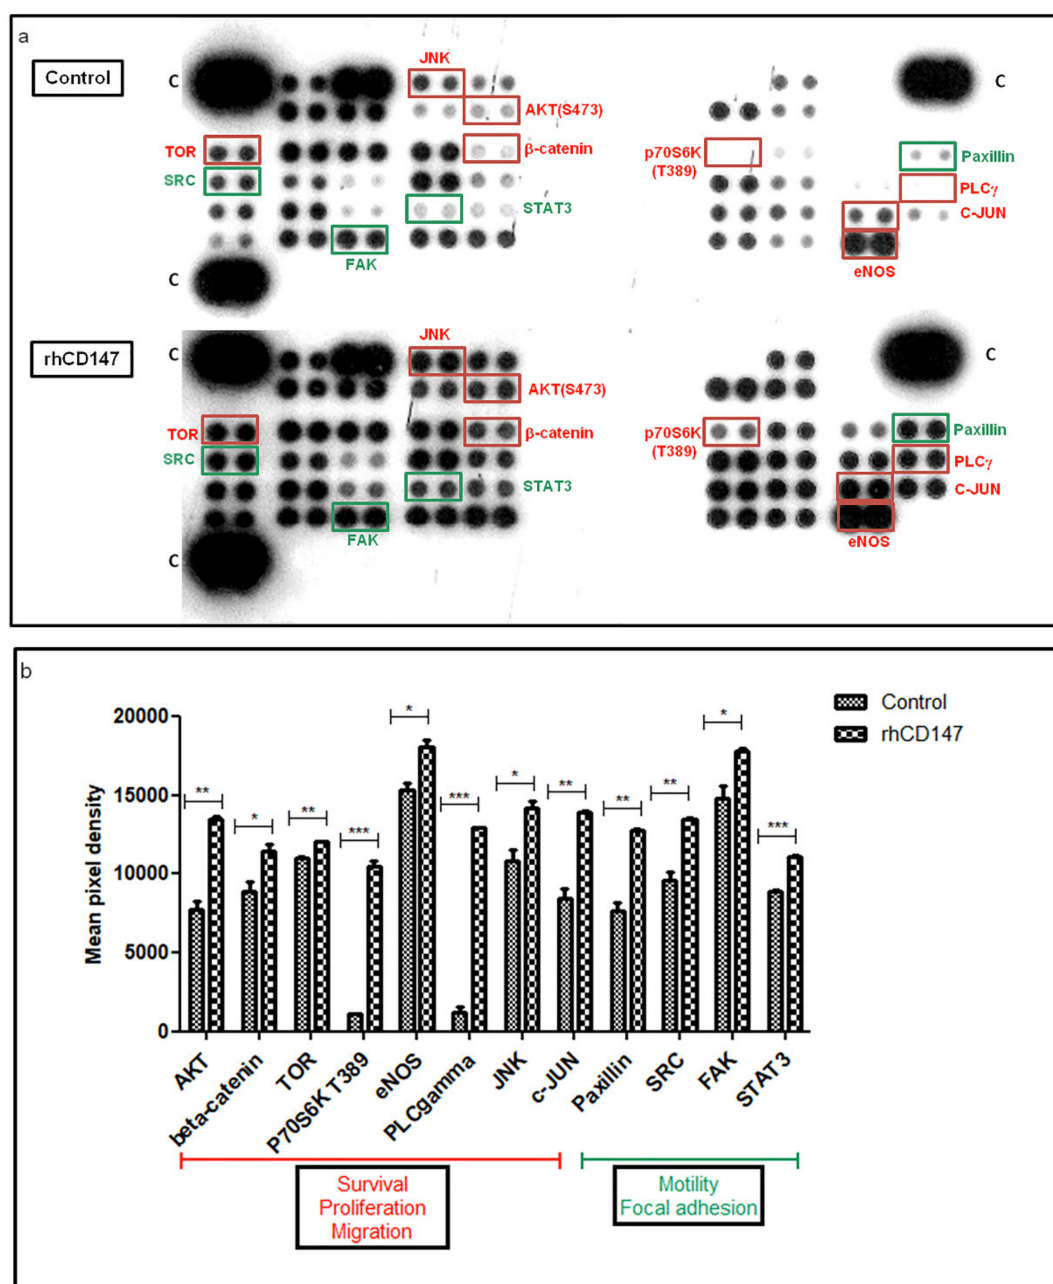 a
Control
C
JNK
C
AKT(S473)
TOR
β-catenin
p70S6K
(T389)
Paxillin
SRC
PLCγ
STAT3
C-JUN
FAK
eNOS
C
rhCD147
C
JNK
C
AKT(S473)
TOR
β-catenin
p70S6K
(T389)
Paxillin
SRC
PLCγ
STAT3
C-JUN
FAK
eNOS
C
b
Control
rhCD147
Mean pixel density
20000
15000
10000
5000
0
** * ** *** * *** * ** ** ** * ***
AKT
beta-catenin
TOR
P70S6K T389
eNOS
PLCgamma
JNK
c-JUN
Paxillin
SRC
FAK
STAT3
Survival
Proliferation
Migration
Motility
Focal adhesion